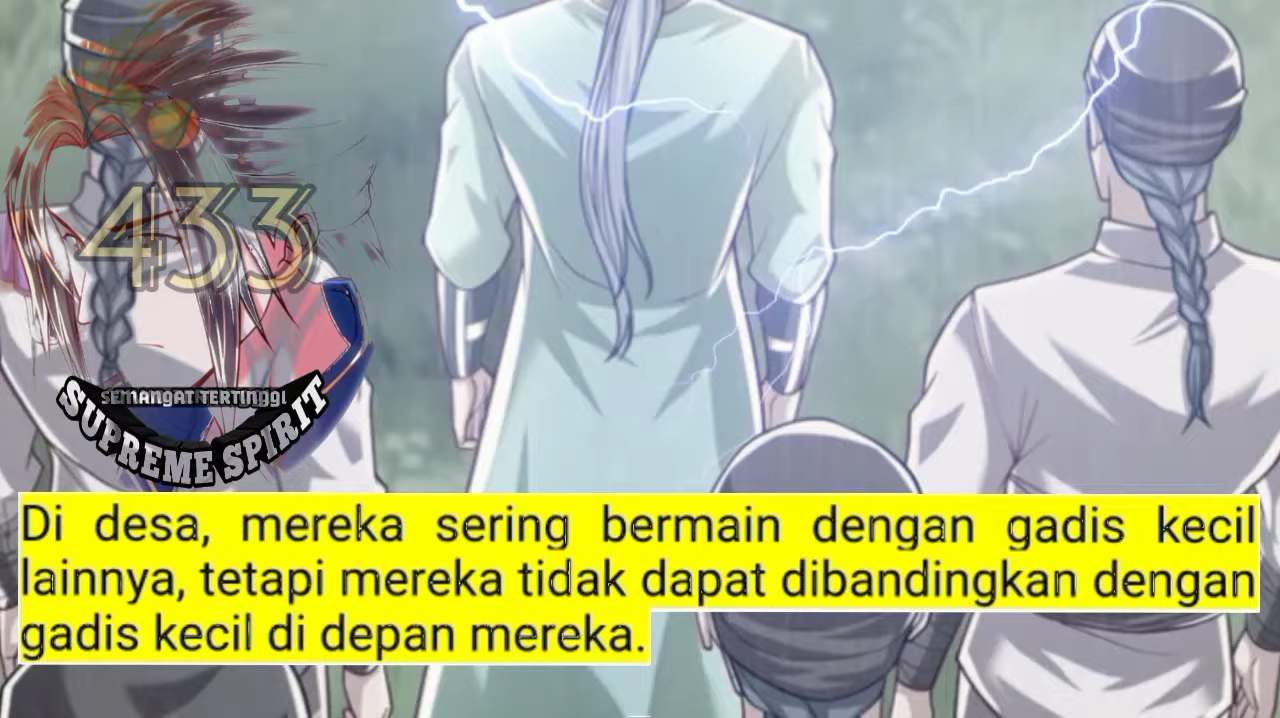 433
SEMANGAT TERTINGGI
SUPREME SPIRIT
Di desa, mereka sering bermain dengan gadis kecil
lainnya, tetapi mereka tidak dapat dibandingkan dengan
gadis kecil di depan mereka.